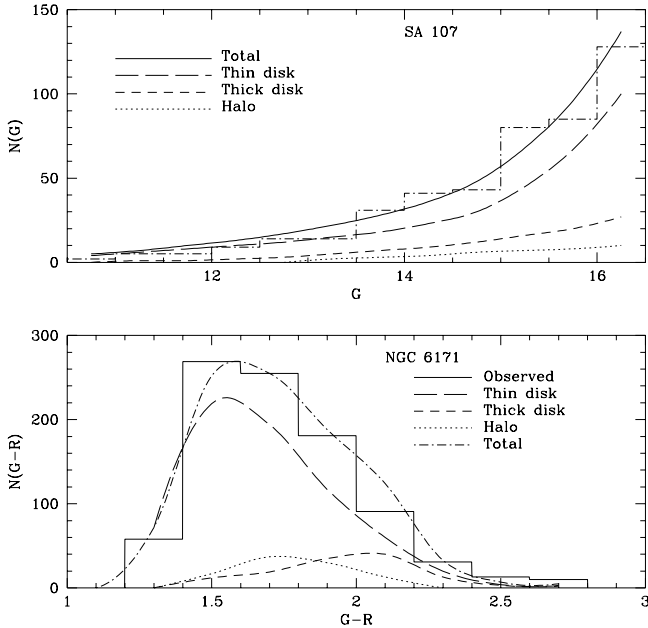 150
SA 107
Total
Thin disk
Thick disk
Halo
100
N(G)
50
0
12
14
16
G
300
NGC 6171
Observed
Thin disk
Thick disk
Halo
Total
200
N(G-R)
100
0
1
1.5
2
2.5
3
G-R